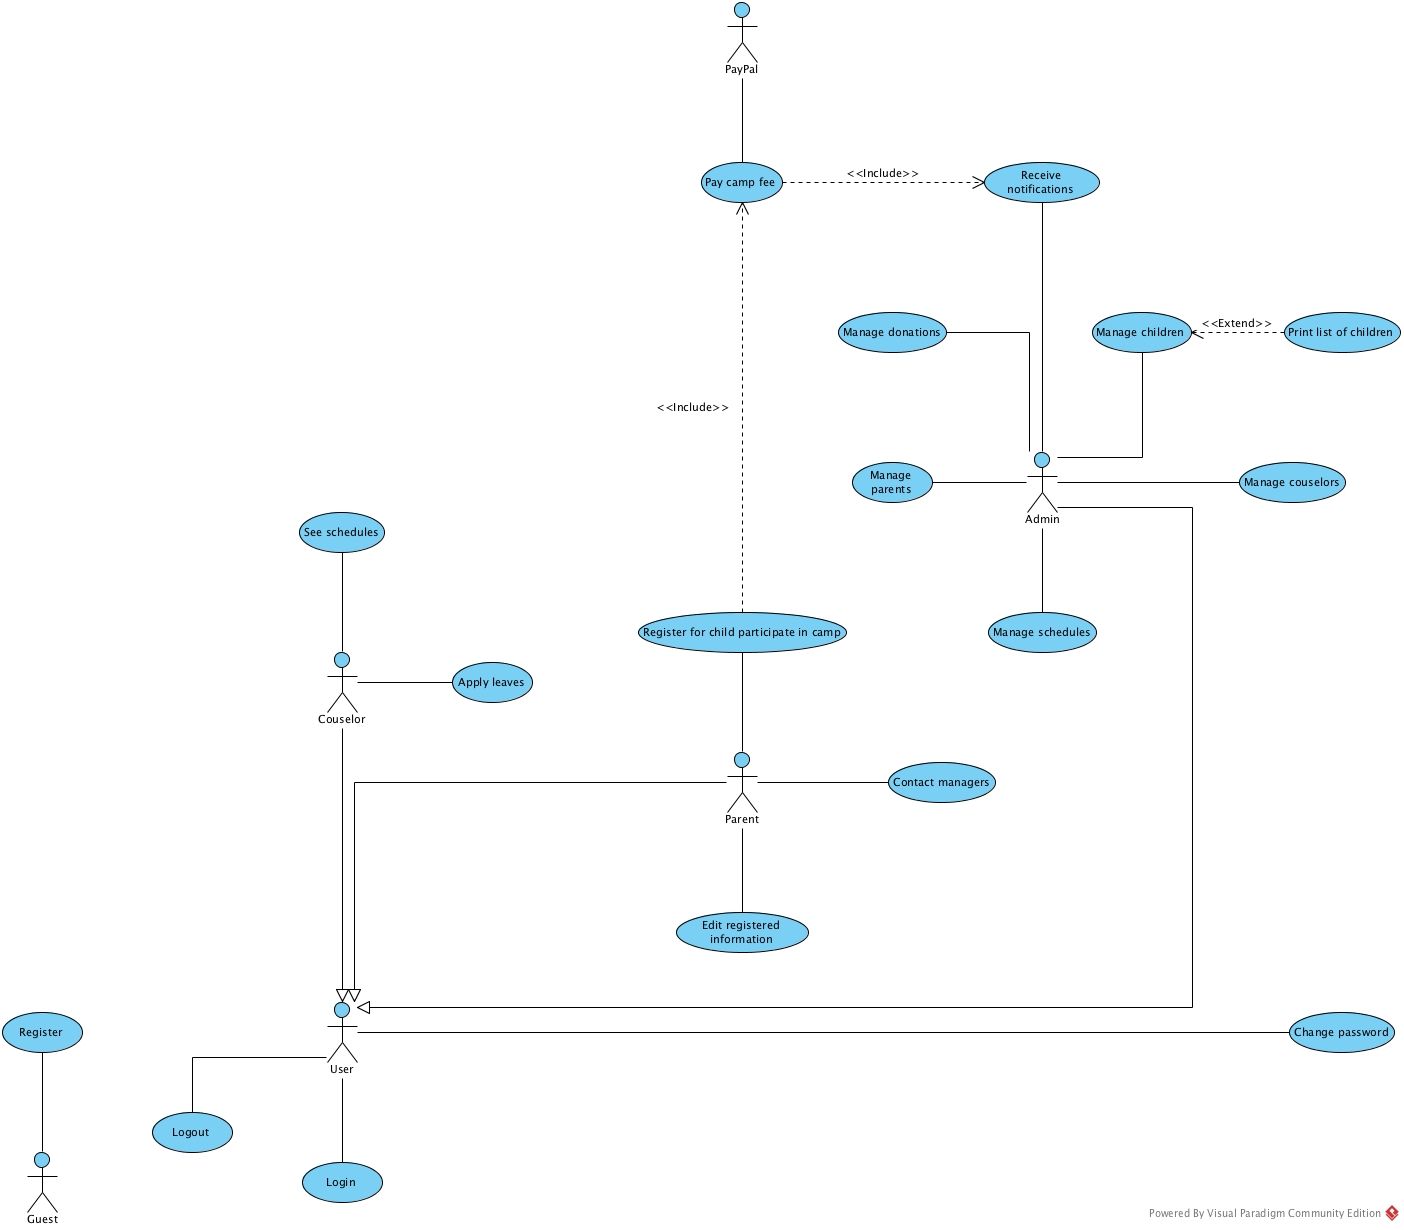 PayPal
Pay camp fee
<<Include>>
Receive
notifications
Manage donations
Manage children
<<Extend>>
Print list of children
<<Include>>
Manage
parents
Admin
Manage couselors
See schedules
Register for child participate in camp
Manage schedules
Apply leaves
Couselor
Contact managers
Parent
Edit registered
information
Register
Change password
User
Logout
Login
Guest
Powered By Visual Paradigm Community Edition